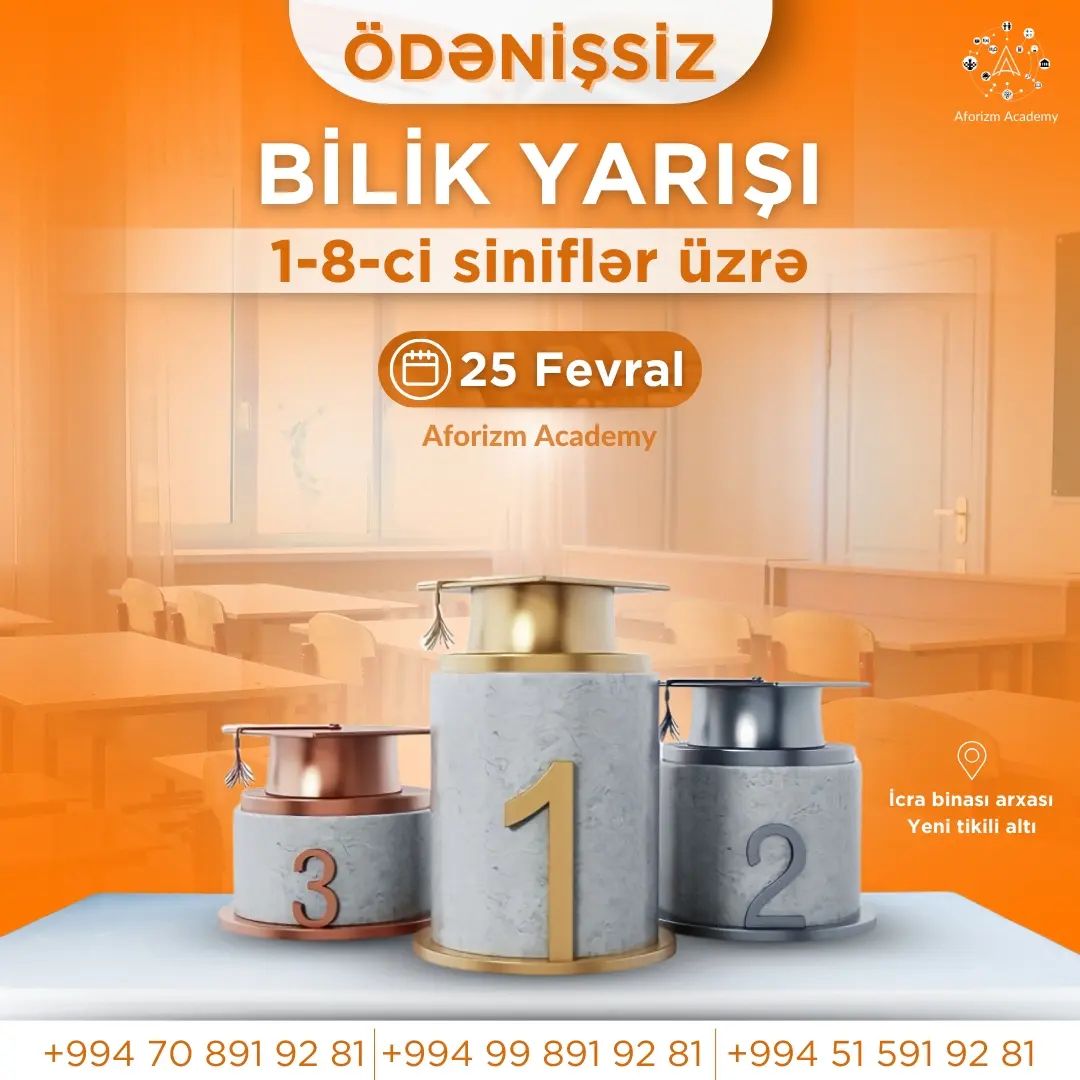 ÖDƏNİŞSİZ
Aforizm Academy
BİLİK YARIŞI
1-8-ci siniflər üzrə
25 Fevral
Aforizm Academy
1
2
3
İcra binası arxası
Yeni tikili altı
+994 70 891 92 81
+994 99 891 92 81
+994 51 591 92 81